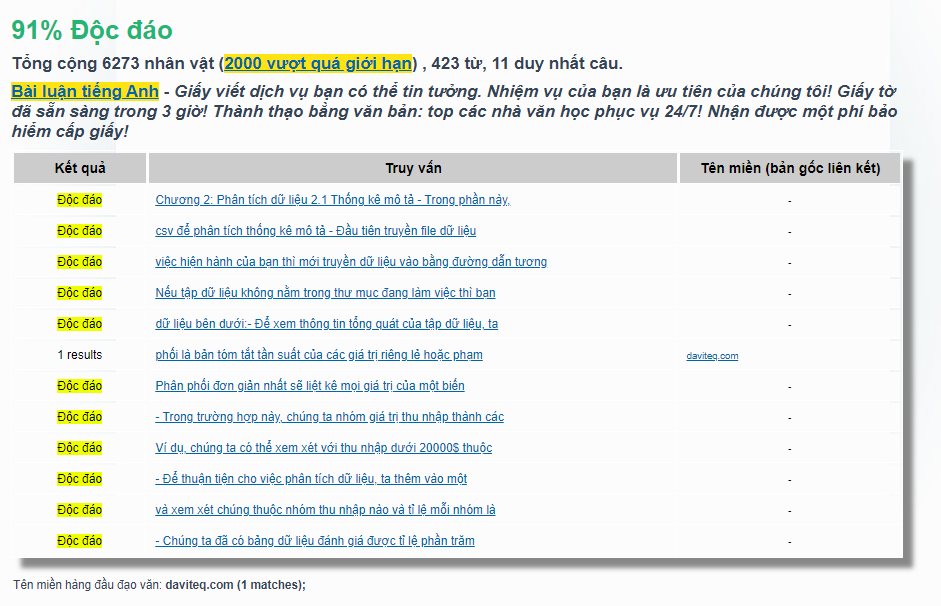 91% Độc đáo
Tổng cộng 6273 nhân vật (2000 vượt quá giới hạn) , 423 từ, 11 duy nhất câu.
Bài luận tiếng Anh - Giấy viết dịch vụ bạn có thể tin tưởng. Nhiệm vụ của bạn là ưu tiên của chúng tôi! Giấy tờ
đã sẵn sàng trong 3 giờ! Thành thạo bằng văn bản: top các nhà văn học phục vụ 24/7! Nhận được một phí bảo
hiểm cấp giấy!
Kết quả Truy vấn Tên miền (bản gốc liên kết)
Độc đáo Chương 2: Phân tích dữ liệu 2.1 Thống kê mô tả - Trong phần này, -
Độc đáo csv để phân tích thống kê mô tả - Đầu tiên truyền file dữ liệu -
Độc đáo việc hiện hành của bạn thì mới truyền dữ liệu vào bằng đường dẫn tương -
Độc đáo Nếu tập dữ liệu không nằm trong thư mục đang làm việc thì bạn -
Độc đáo dữ liệu bên dưới:- Để xem thông tin tổng quát của tập dữ liệu, ta -
1 results phối là bản tóm tắt tần suất của các giá trị riêng lẻ hoặc phạm daviteq.com
Độc đáo Phân phối đơn giản nhất sẽ liệt kê mọi giá trị của một biến -
Độc đáo - Trong trường hợp này, chúng ta nhóm giá trị thu nhập thành các -
Độc đáo Ví dụ, chúng ta có thể xem xét với thu nhập dưới 20000$ thuộc -
Độc đáo - Để thuận tiện cho việc phân tích dữ liệu, ta thêm vào một -
Độc đáo và xem xét chúng thuộc nhóm thu nhập nào và tỉ lệ mỗi nhóm là -
Độc đáo - Chúng ta đã có bảng dữ liệu đánh giá được tỉ lệ phần trăm -
Tên miền hàng đầu đạo văn: daviteq.com (1 matches);